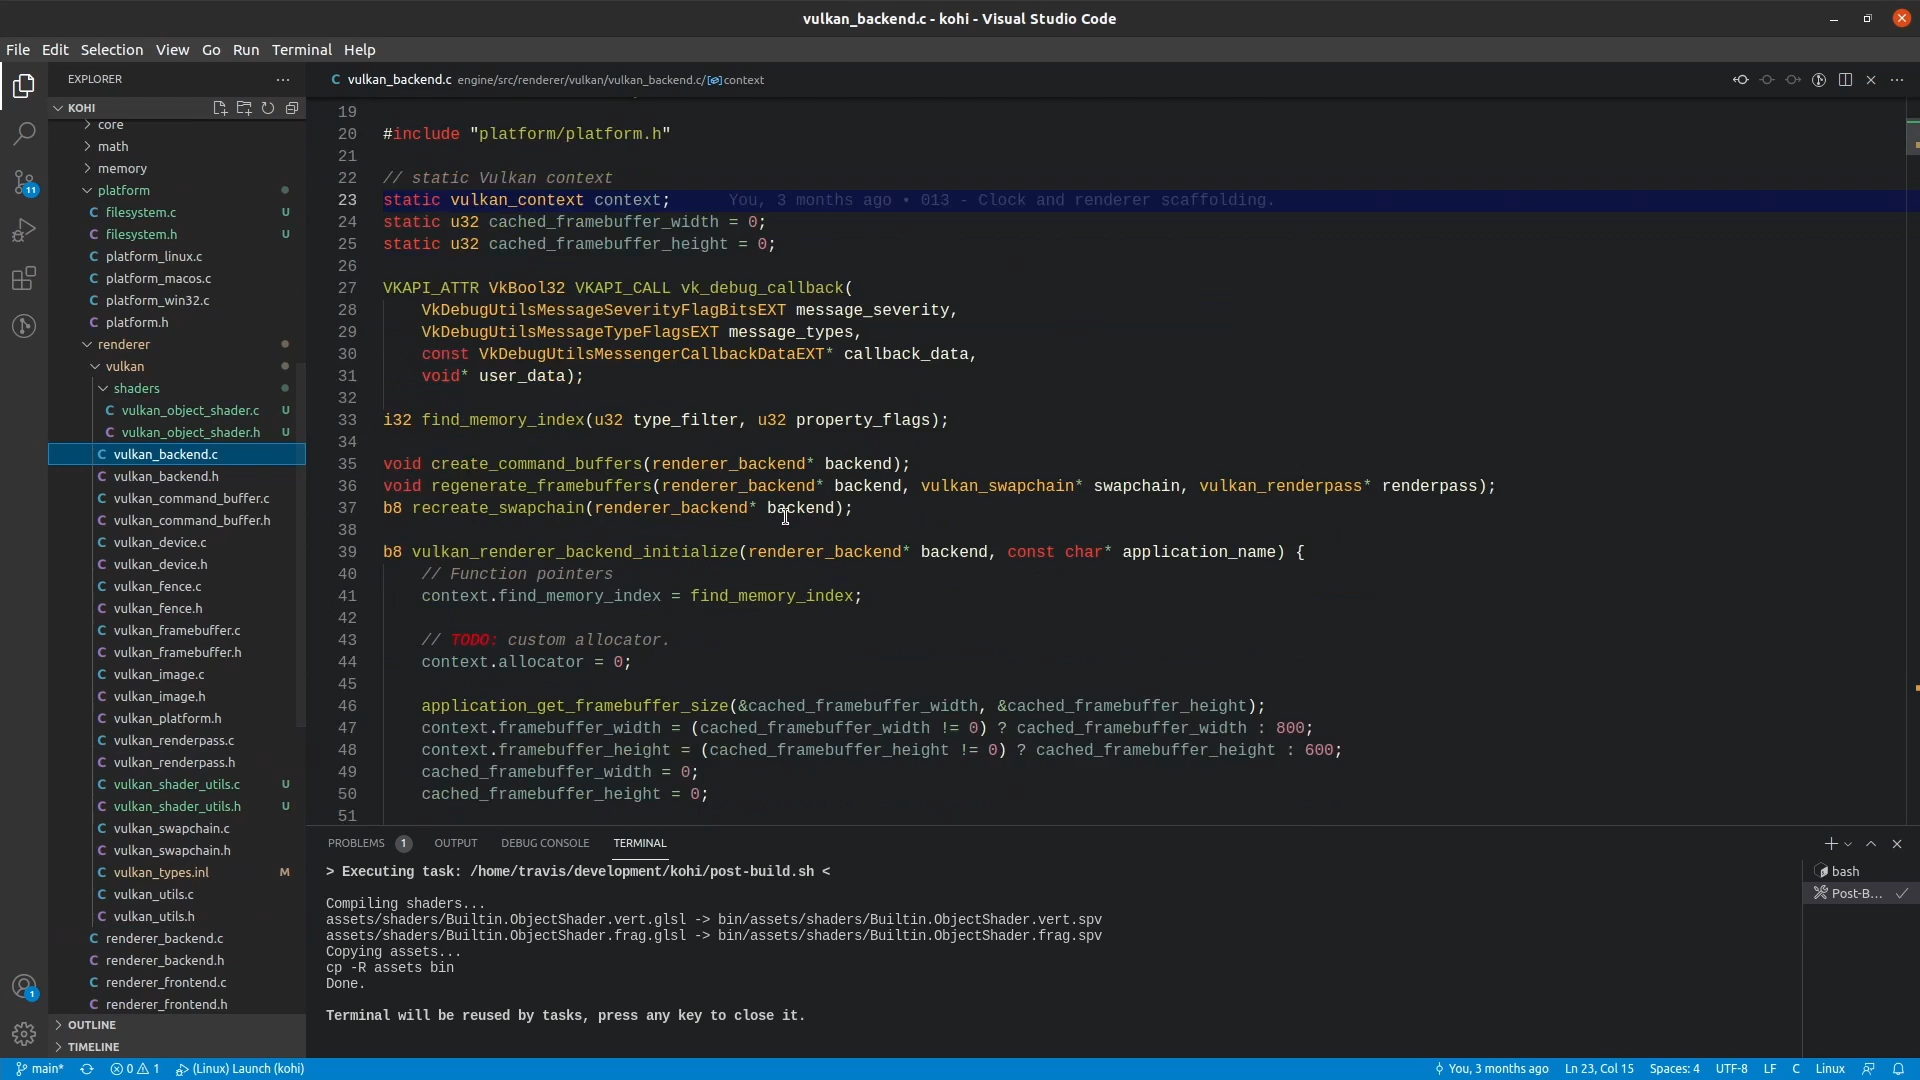 vulkan_backend.c - kohi - Visual Studio Code
File Edit Selection View Go Run Terminal Help
EXPLORER
KOHI
core
math
memory
platform
filesystem.c U
filesystem.h U
platform_linux.c
platform_macos.c
platform_win32.c
platform.h
renderer
vulkan
shaders
vulkan_object_shader.c U
vulkan_object_shader.h U
vulkan_backend.c
vulkan_backend.h
vulkan_command_buffer.c
vulkan_command_buffer.h
vulkan_device.c
vulkan_device.h
vulkan_fence.c
vulkan_fence.h
vulkan_framebuffer.c
vulkan_framebuffer.h
vulkan_image.c
vulkan_image.h
vulkan_platform.h
vulkan_renderpass.c
vulkan_renderpass.h
vulkan_shader_utils.c U
vulkan_shader_utils.h U
vulkan_swapchain.c
vulkan_swapchain.h
vulkan_types.inl M
vulkan_utils.c
vulkan_utils.h
renderer_backend.c
renderer_backend.h
renderer_frontend.c
renderer_frontend.h
OUTLINE
TIMELINE
11
1
C vulkan_backend.c engine/src/renderer/vulkan/vulkan_backend.c/context
19
20 #include "platform/platform.h"
21
22 // static Vulkan context
23 static vulkan_context context; You, 3 months ago • 013 - Clock and renderer scaffolding.
24 static u32 cached_framebuffer_width = 0;
25 static u32 cached_framebuffer_height = 0;
26
27 VKAPI_ATTR VkBool32 VKAPI_CALL vk_debug_callback(
28 VkDebugUtilsMessageSeverityFlagBitsEXT message_severity,
29 VkDebugUtilsMessageTypeFlagsEXT message_types,
30 const VkDebugUtilsMessengerCallbackDataEXT* callback_data,
31 void* user_data);
32
33 i32 find_memory_index(u32 type_filter, u32 property_flags);
34
35 void create_command_buffers(renderer_backend* backend);
36 void regenerate_framebuffers(renderer_backend* backend, vulkan_swapchain* swapchain, vulkan_renderpass* renderpass);
37 b8 recreate_swapchain(renderer_backend* backend);
38
39 b8 vulkan_renderer_backend_initialize(renderer_backend* backend, const char* application_name) {
40 // Function pointers
41 context.find_memory_index = find_memory_index;
42
43 // TODO: custom allocator.
44 context.allocator = 0;
45
46 application_get_framebuffer_size(&cached_framebuffer_width, &cached_framebuffer_height);
47 context.framebuffer_width = (cached_framebuffer_width != 0) ? cached_framebuffer_width : 800;
48 context.framebuffer_height = (cached_framebuffer_height != 0) ? cached_framebuffer_height : 600;
49 cached_framebuffer_width = 0;
50 cached_framebuffer_height = 0;
51
PROBLEMS 1 OUTPUT DEBUG CONSOLE TERMINAL
> Executing task: /home/travis/development/kohi/post-build.sh <
Compiling shaders...
assets/shaders/Builtin.ObjectShader.vert.glsl -> bin/assets/shaders/Builtin.ObjectShader.vert.spv
assets/shaders/Builtin.ObjectShader.frag.glsl -> bin/assets/shaders/Builtin.ObjectShader.frag.spv
Copying assets...
cp -R assets bin
Done.
Terminal will be reused by tasks, press any key to close it.
bash
Post-B...
main* 0 1 (Linux) Launch (kohi) You, 3 months ago Ln 23, Col 15 Spaces: 4 UTF-8 LF C Linux